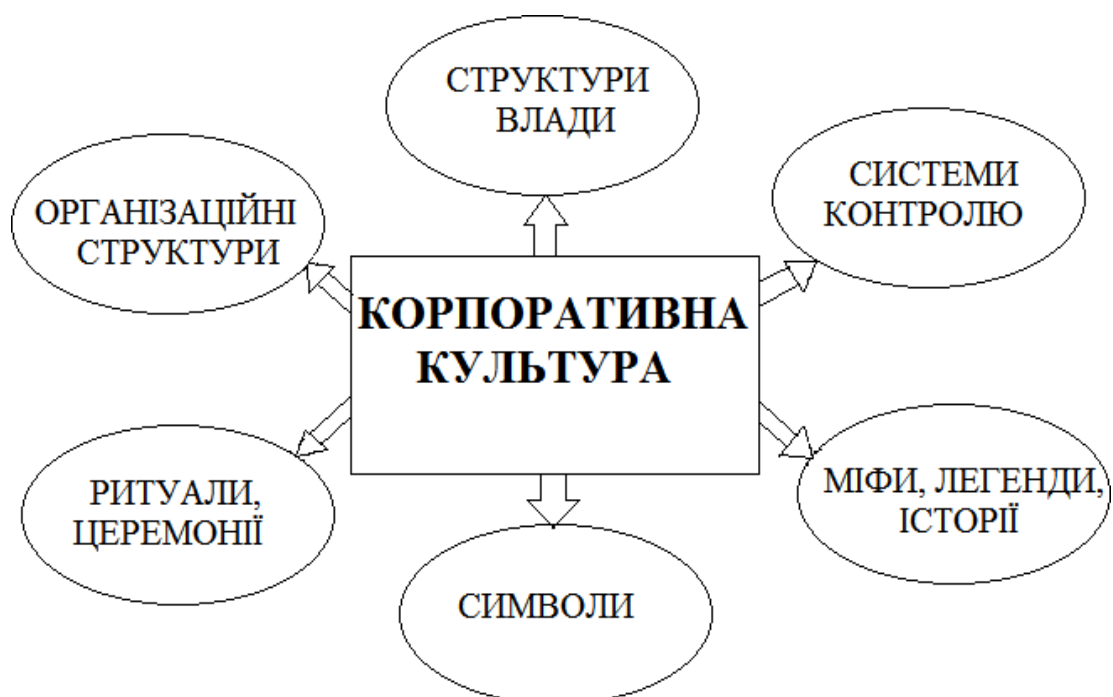 СТРУКТУРИ
ВЛАДИ
СИСТЕМИ
КОНТРОЛЮ
ОРГАНІЗАЦІЙНІ
СТРУКТУРИ
КОРПОРАТИВНА
КУЛЬТУРА
РИТУАЛИ,
ЦЕРЕМОНІЇ
МІФИ, ЛЕГЕНДИ,
ІСТОРІЇ
СИМВОЛИ